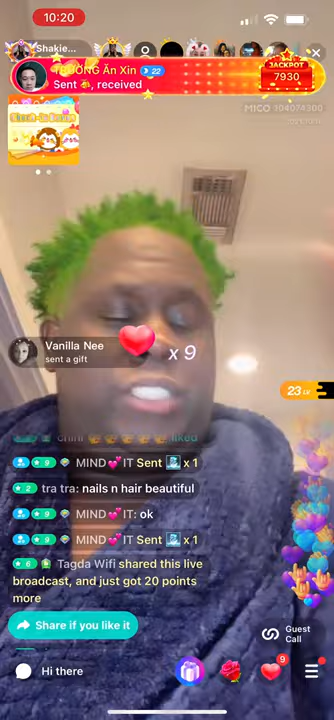 10:20
Shakie...
TRƯỜNG Ăn Xin 22
Sent , received
JACKPOT
7930
MICO 104074300
Vanilla Nee
sent a gift
x 9
23 LV
liked
9 MIND IT Sent x 1
2 tra tra: nails n hair beautiful
9 MIND IT: ok
9 MIND IT Sent x 1
6 Tagda Wifi shared this live
broadcast, and just got 20 points
more
Share if you like it
Guest
Call
Hi there
9